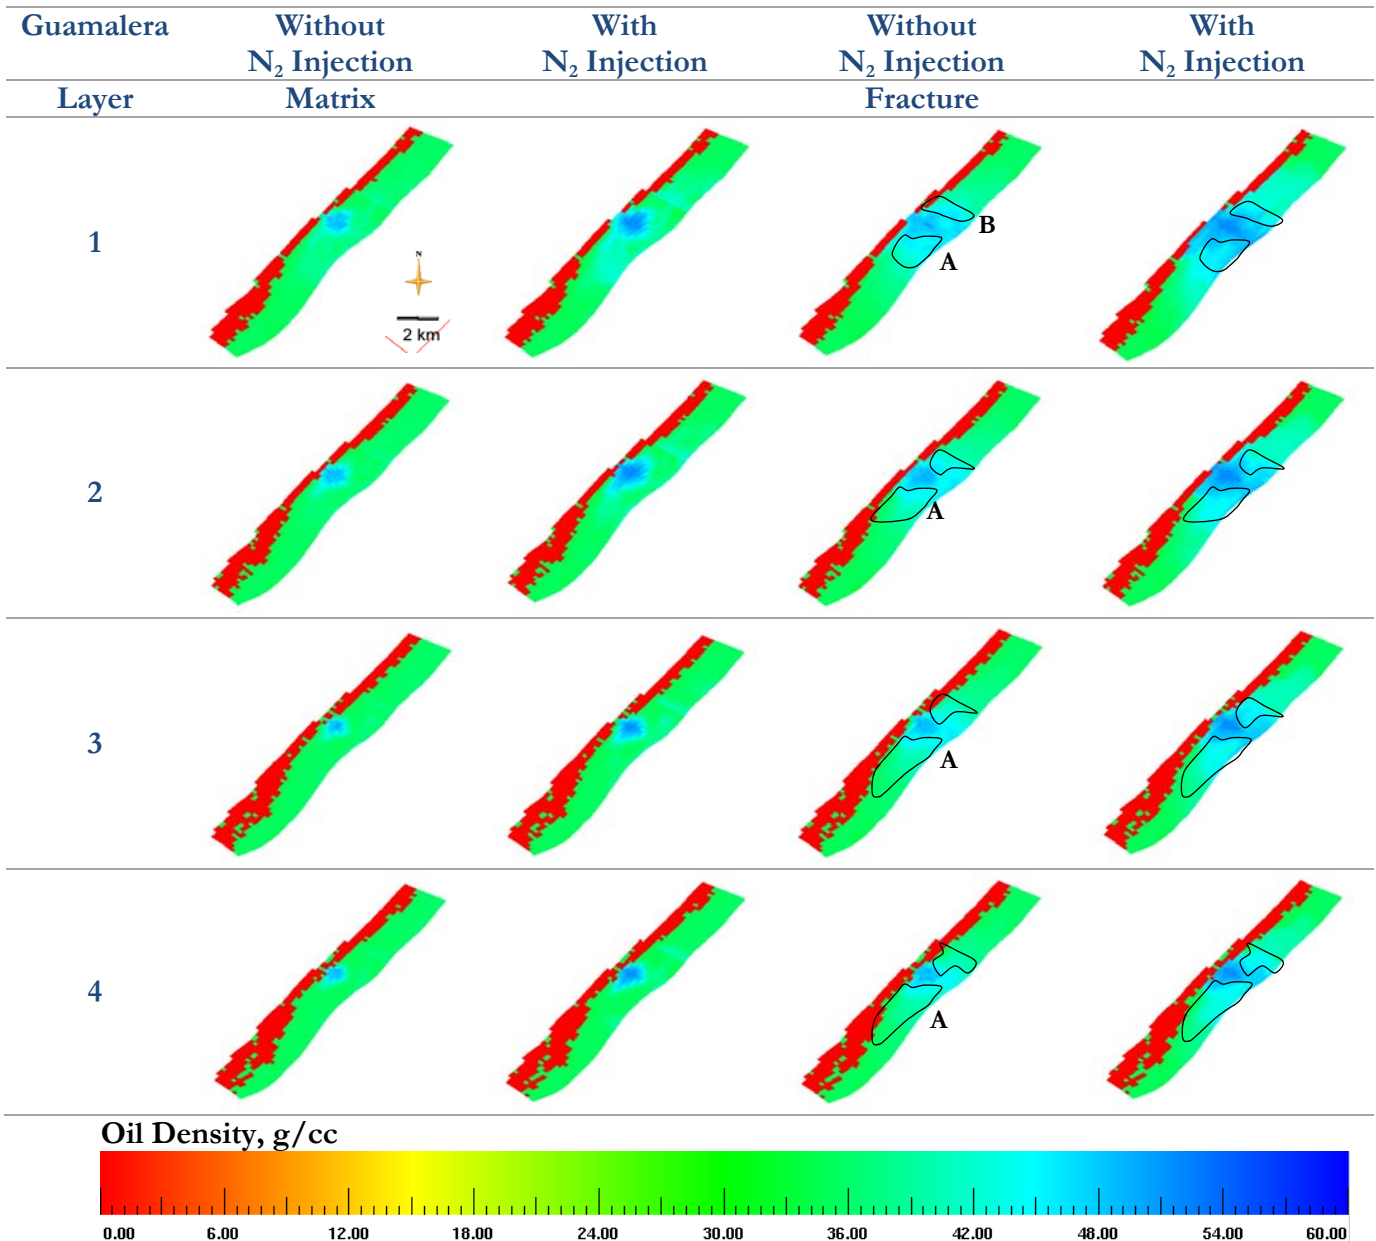 Guamalera Without With Without With
N₂ Injection N₂ Injection N₂ Injection N₂ Injection
Layer Matrix Fracture
1
B
A
N
2 km
2
A
3
A
4
A
Oil Density, g/cc
0.00 6.00 12.00 18.00 24.00 30.00 36.00 42.00 48.00 54.00 60.00